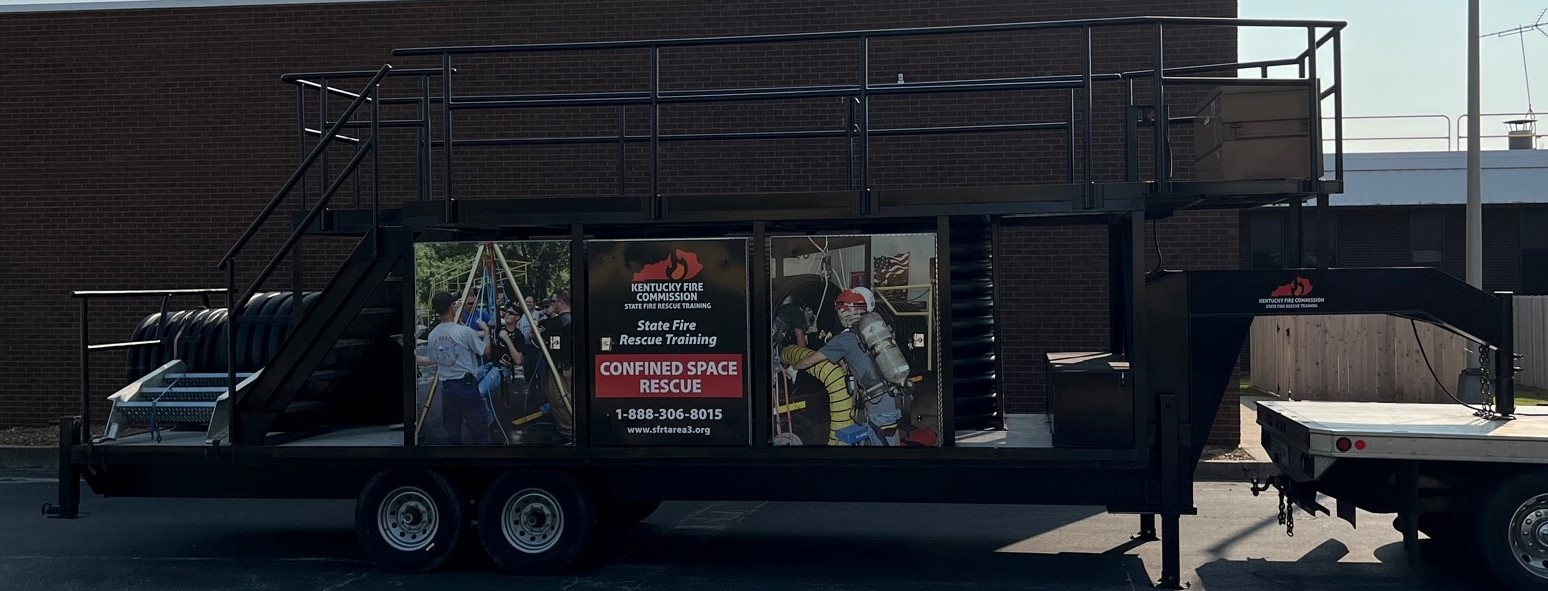 KENTUCKY FIRE
COMMISSION
STATE FIRE RESCUE TRAINING
State Fire
Rescue Training
CONFINED SPACE
RESCUE
1-888-306-8015
www.sfrtarea3.org
KENTUCKY FIRE
COMMISSION
STATE FIRE RESCUE TRAINING